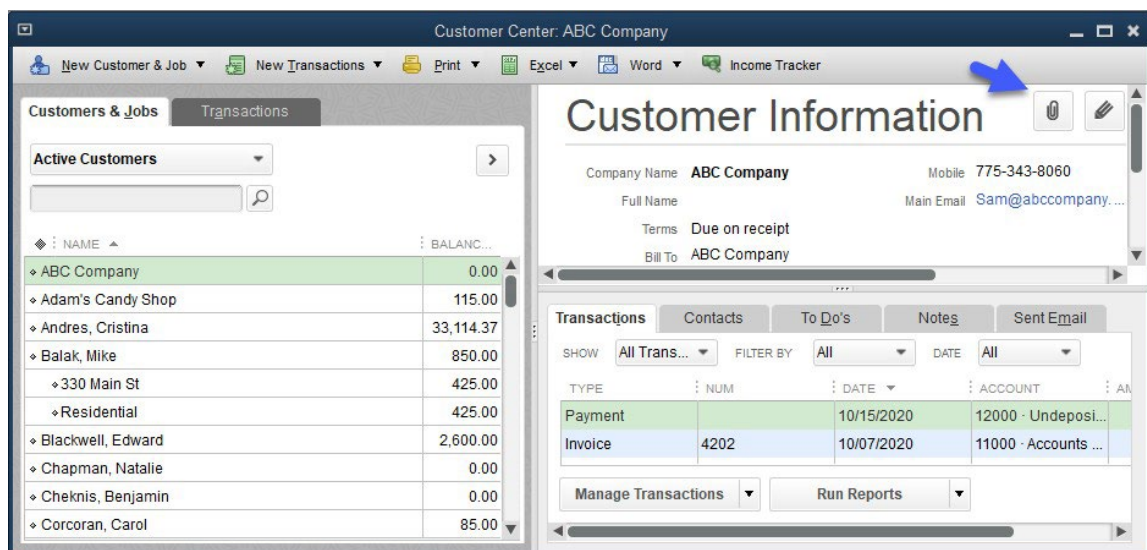 Customer Center: ABC Company
New Customer & Job New Transactions Print Excel Word Income Tracker
Customers & Jobs Transactions
Active Customers
NAME BALANC...
ABC Company 0.00
Adam's Candy Shop 115.00
Andres, Cristina 33,114.37
Balak, Mike 850.00
330 Main St 425.00
Residential 425.00
Blackwell, Edward 2,600.00
Chapman, Natalie 0.00
Cheknis, Benjamin 0.00
Corcoran, Carol 85.00
Customer Information
Company Name ABC Company Mobile 775-343-8060
Full Name Main Email Sam@abccompany. ...
Terms Due on receipt
Bill To ABC Company
Transactions Contacts To Do's Notes Sent Email
SHOW All Trans... FILTER BY All DATE All
TYPE NUM DATE ACCOUNT AM
Payment 10/15/2020 12000 · Undeposi...
Invoice 4202 10/07/2020 11000 · Accounts ...
Manage Transactions Run Reports